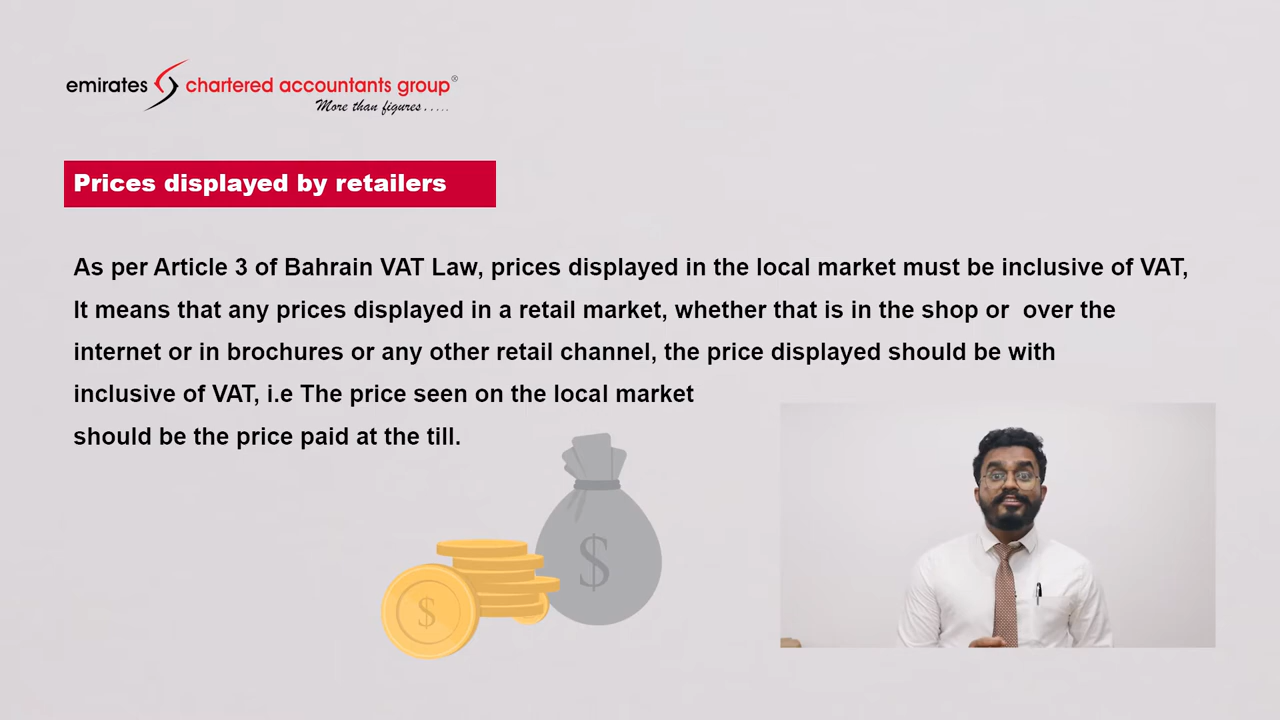 emirates chartered accountants group®
More than figures.....
Prices displayed by retailers
As per Article 3 of Bahrain VAT Law, prices displayed in the local market must be inclusive of VAT,
It means that any prices displayed in a retail market, whether that is in the shop or  over the
internet or in brochures or any other retail channel, the price displayed should be with
inclusive of VAT, i.e The price seen on the local market
should be the price paid at the till.
$
$